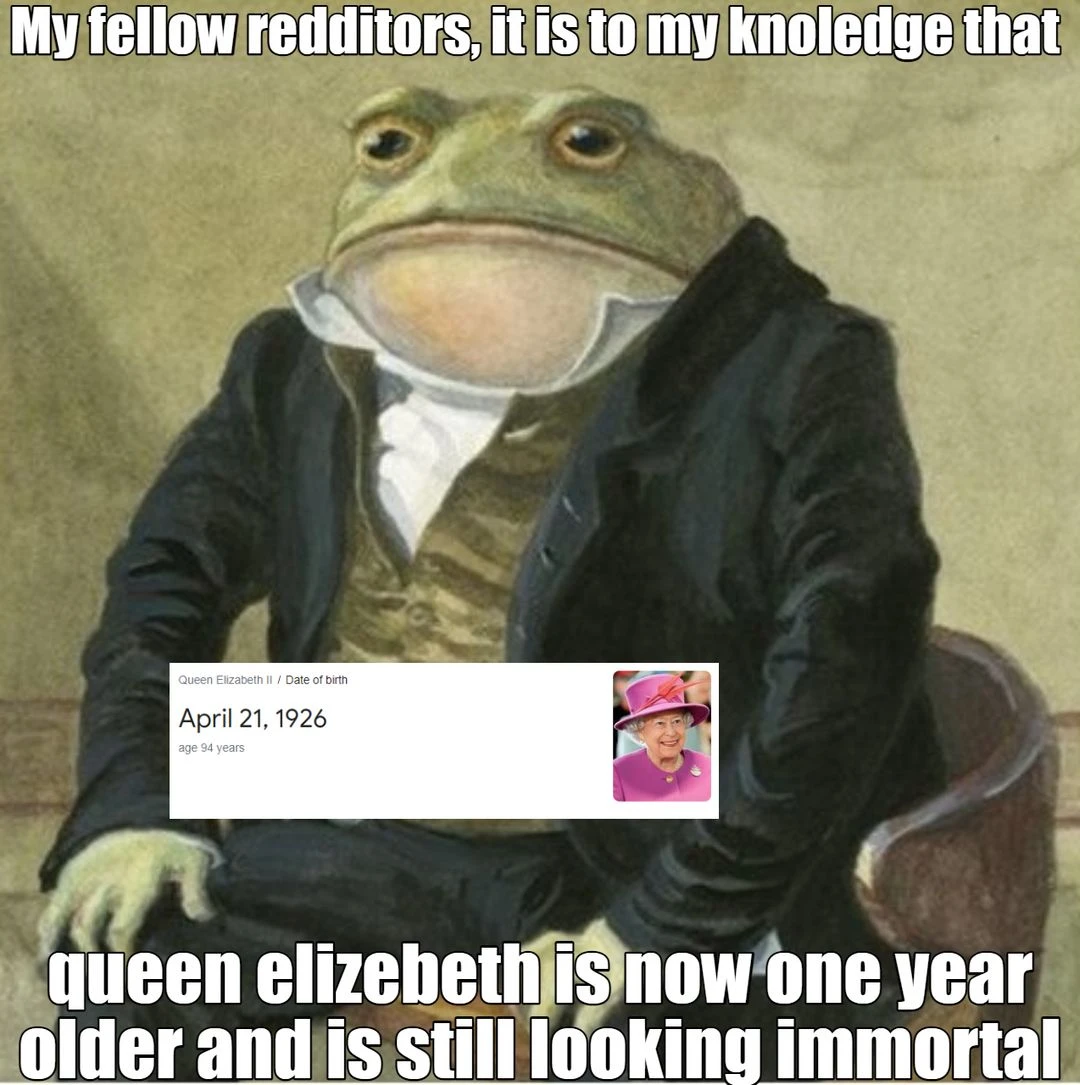 My fellow redditors, it is to my knoledge that
Queen Elizabeth II / Date of birth
April 21, 1926
age 94 years
queen elizebeth is now one year
older and is still looking immortal